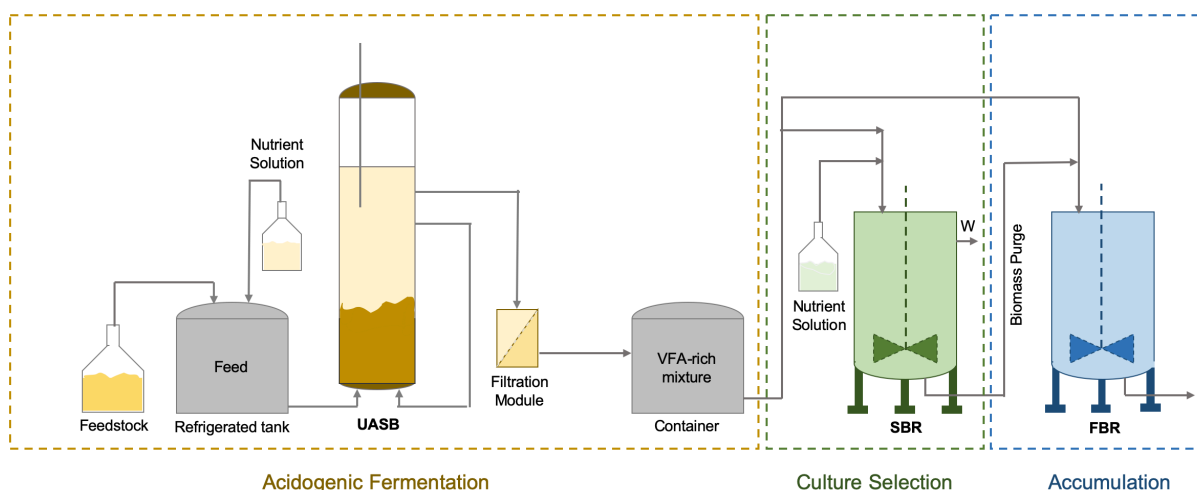 Nutrient
Solution
Feedstock
Feed
Refrigerated tank
UASB
Filtration
Module
VFA-rich
mixture
Container
Nutrient
Solution
W
SBR
Biomass Purge
FBR
Acidogenic Fermentation
Culture Selection
Accumulation